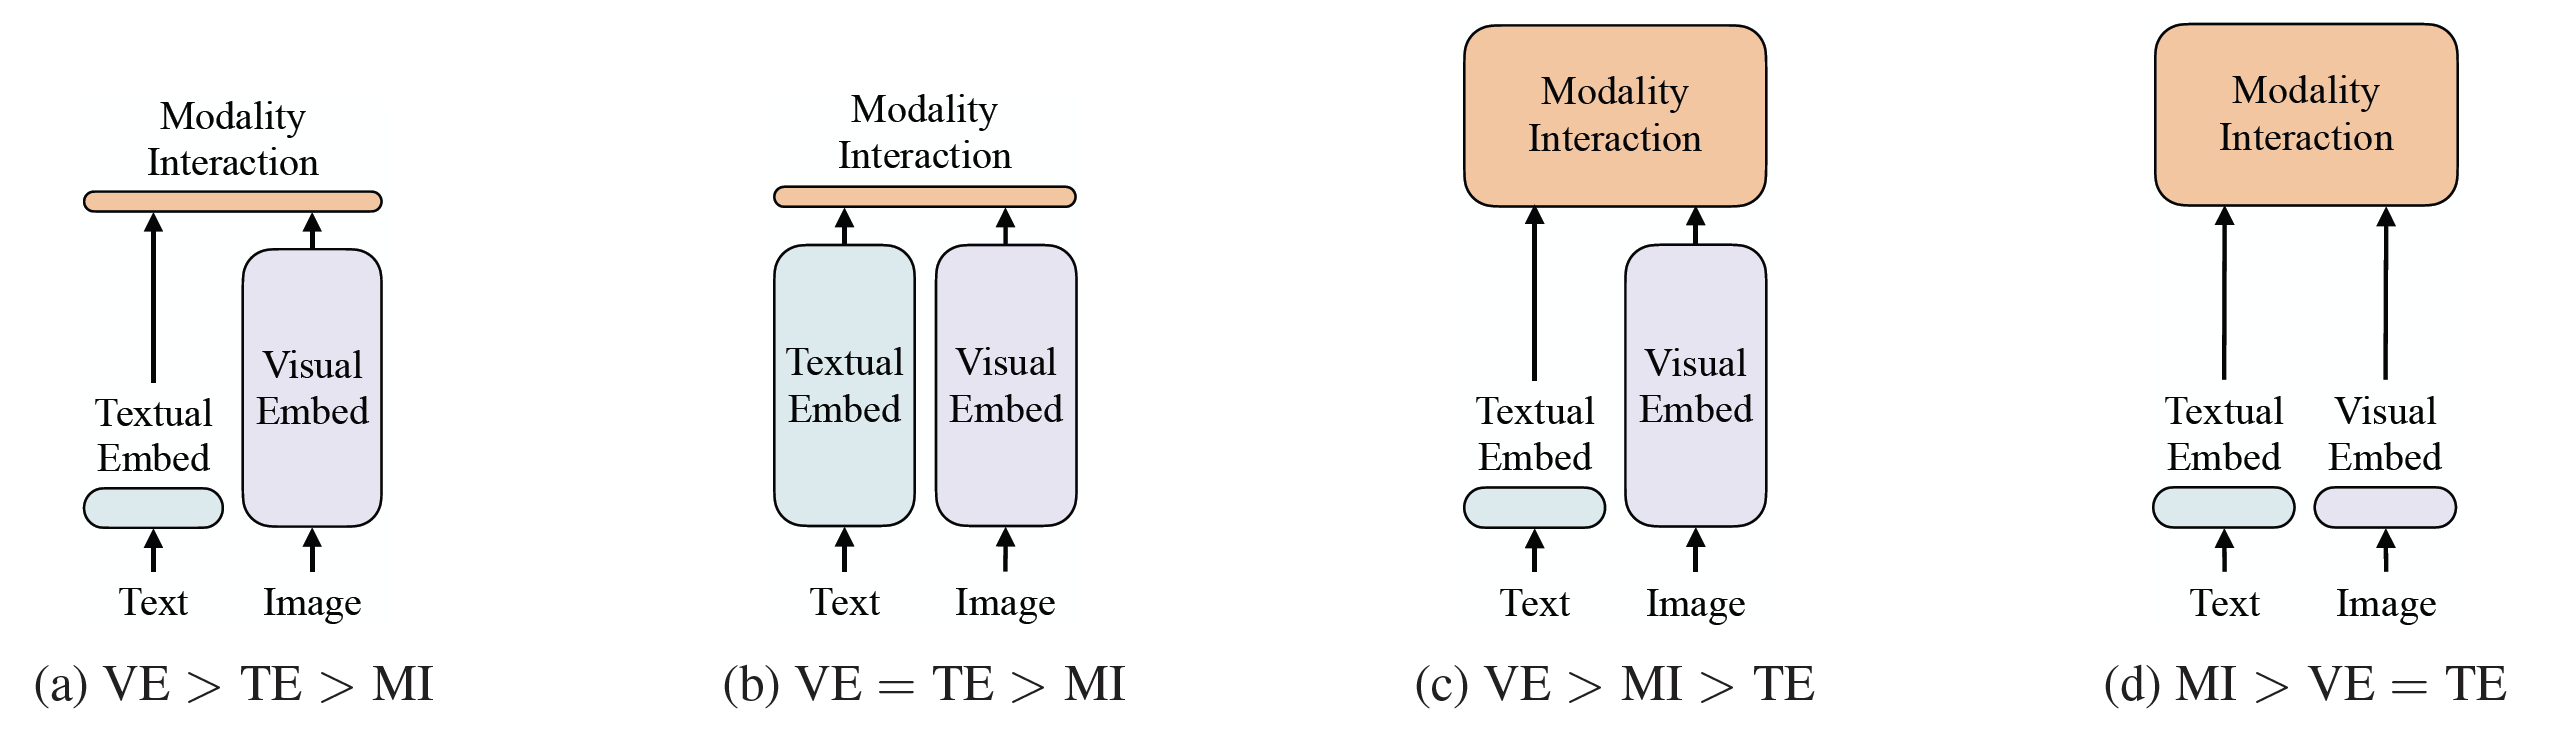 Modality
Interaction
Textual
Embed
Visual
Embed
Text
Image
(a) VE > TE > MI
Modality
Interaction
Textual
Embed
Visual
Embed
Text
Image
(b) VE = TE > MI
Modality
Interaction
Textual
Embed
Visual
Embed
Text
Image
(c) VE > MI > TE
Modality
Interaction
Textual
Embed
Visual
Embed
Text
Image
(d) MI > VE = TE